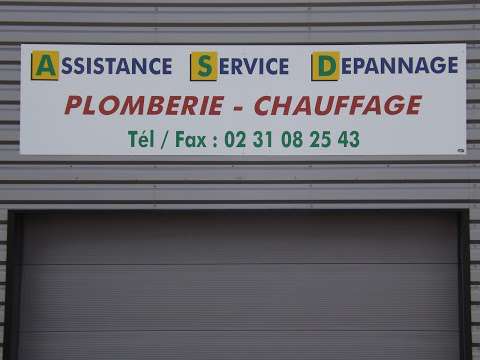 ASSISTANCE SERVICE DEPANNAGE
PLOMBERIE - CHAUFFAGE
Tél / Fax : 02 31 08 25 43